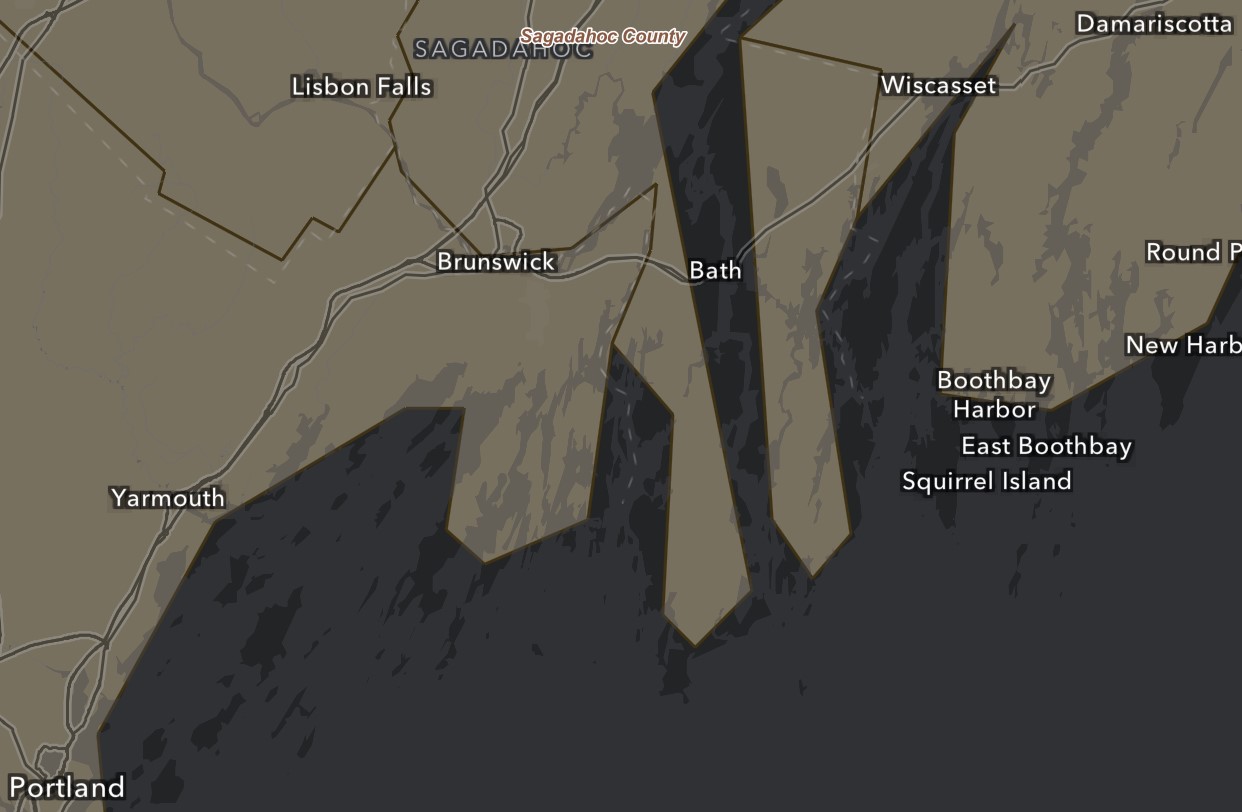 Damariscotta
Sagadahoc County
SAGADAHOC
Lisbon Falls
Wiscasset
Round P
Brunswick
Bath
New Harb
Boothbay
Harbor
East Boothbay
Squirrel Island
Yarmouth
Portland